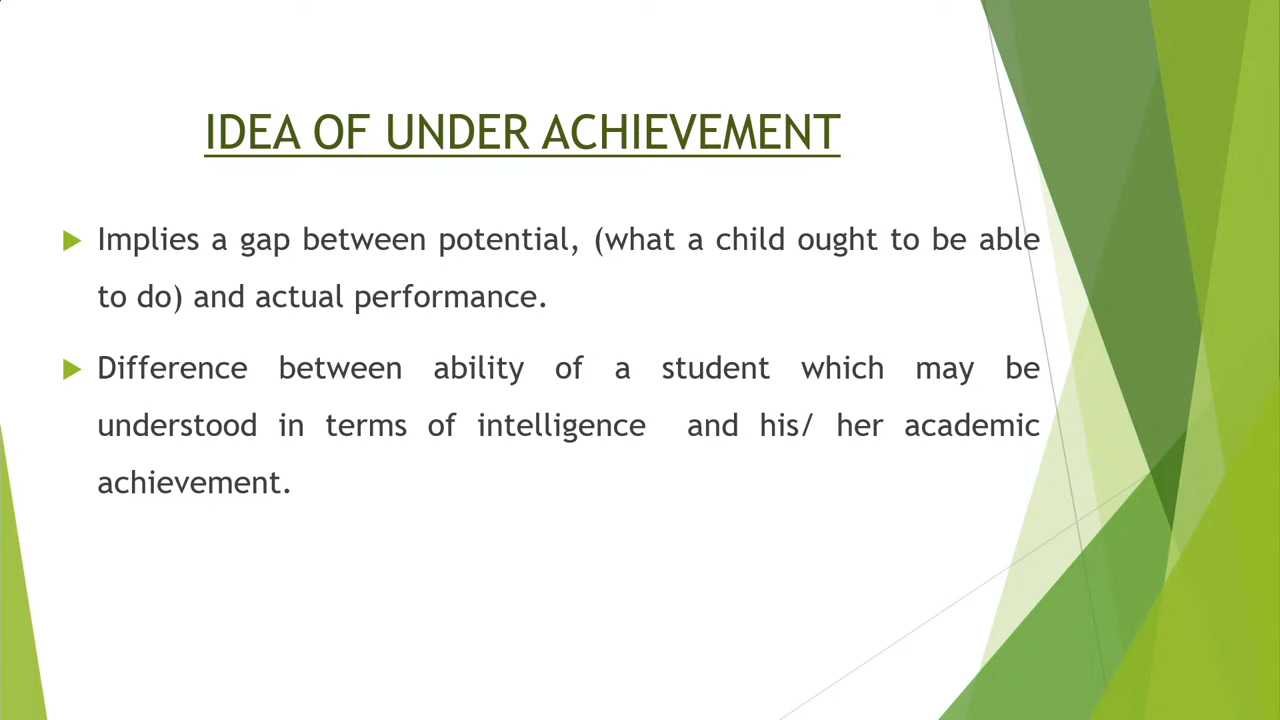 IDEA OF UNDER ACHIEVEMENT
Implies a gap between potential, (what a child ought to be able
to do) and actual performance.
Difference between ability of a student which may be
understood in terms of intelligence and his/ her academic
achievement.